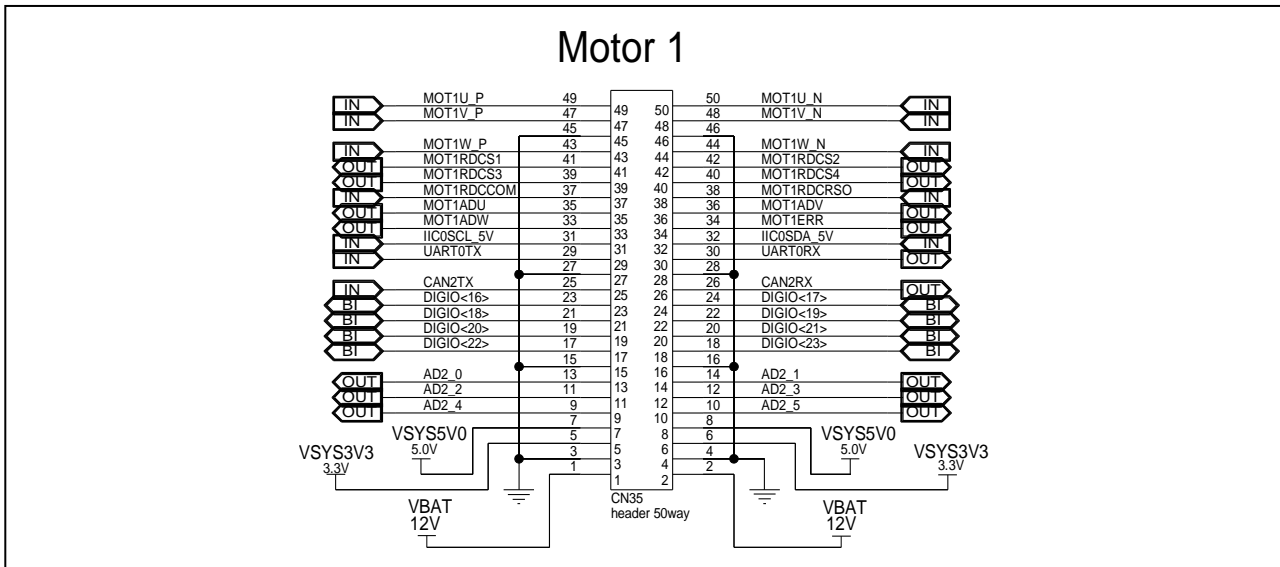 Motor 1
IN MOT1U_P 49 49 50 50 MOT1U_N IN
IN MOT1V_P 47 47 48 48 MOT1V_N IN
45 45 46 46
IN MOT1W_P 43 43 44 44 MOT1W_N IN
OUT MOT1RDCS1 41 41 42 42 MOT1RDCS2 OUT
OUT MOT1RDCS3 39 39 40 40 MOT1RDCS4 OUT
IN MOT1RDCCOM 37 37 38 38 MOT1RDCRSO IN
OUT MOT1ADU 35 35 36 36 MOT1ADV OUT
OUT MOT1ADW 33 33 34 34 MOT1ERR OUT
IN IIC0SCL_5V 31 31 32 32 IIC0SDA_5V IN
IN UART0TX 29 29 30 30 UART0RX OUT
27 27 28 28
IN CAN2TX 25 25 26 26 CAN2RX OUT
BI DIGIO<16> 23 23 24 24 DIGIO<17> BI
BI DIGIO<18> 21 21 22 22 DIGIO<19> BI
BI DIGIO<20> 19 19 20 20 DIGIO<21> BI
BI DIGIO<22> 17 17 18 18 DIGIO<23> BI
15 15 16 16
OUT AD2_0 13 13 14 14 AD2_1 OUT
OUT AD2_2 11 11 12 12 AD2_3 OUT
OUT AD2_4 9 9 10 10 AD2_5 OUT
7 7 8 8
VSYS5V0 5 5 6 6 VSYS5V0
5.0V 5.0V
VSYS3V3 3 3 4 4 VSYS3V3
3.3V 1 1 2 2 3.3V
CN35
header 50way
VBAT VBAT
12V 12V